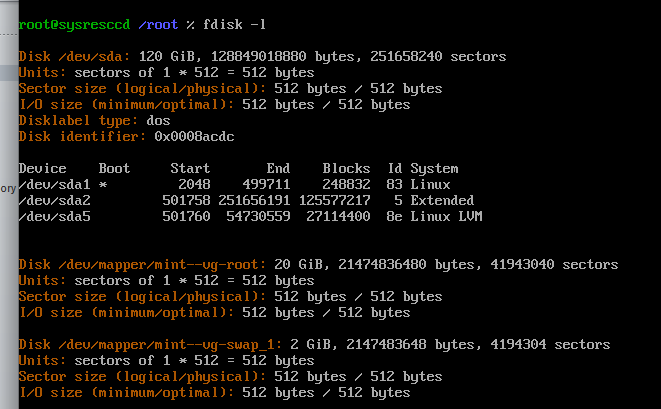 root@sysresccd /root % fdisk -l
Disk /dev/sda: 120 GiB, 128849018880 bytes, 251658240 sectors
Units: sectors of 1 * 512 = 512 bytes
Sector size (logical/physical): 512 bytes / 512 bytes
I/O size (minimum/optimal): 512 bytes / 512 bytes
Disklabel type: dos
Disk identifier: 0x0008acdc
Device Boot Start End Blocks Id System
/dev/sda1 * 2048 499711 248832 83 Linux
ory
/dev/sda2 501758 251656191 125577217 5 Extended
/dev/sda5 501760 54730559 27114400 8e Linux LVM
Disk /dev/mapper/mint--vg-root: 20 GiB, 21474836480 bytes, 41943040 sectors
Units: sectors of 1 * 512 = 512 bytes
Sector size (logical/physical): 512 bytes / 512 bytes
I/O size (minimum/optimal): 512 bytes / 512 bytes
Disk /dev/mapper/mint--vg-swap_1: 2 GiB, 2147483648 bytes, 4194304 sectors
Units: sectors of 1 * 512 = 512 bytes
Sector size (logical/physical): 512 bytes / 512 bytes
I/O size (minimum/optimal): 512 bytes / 512 bytes